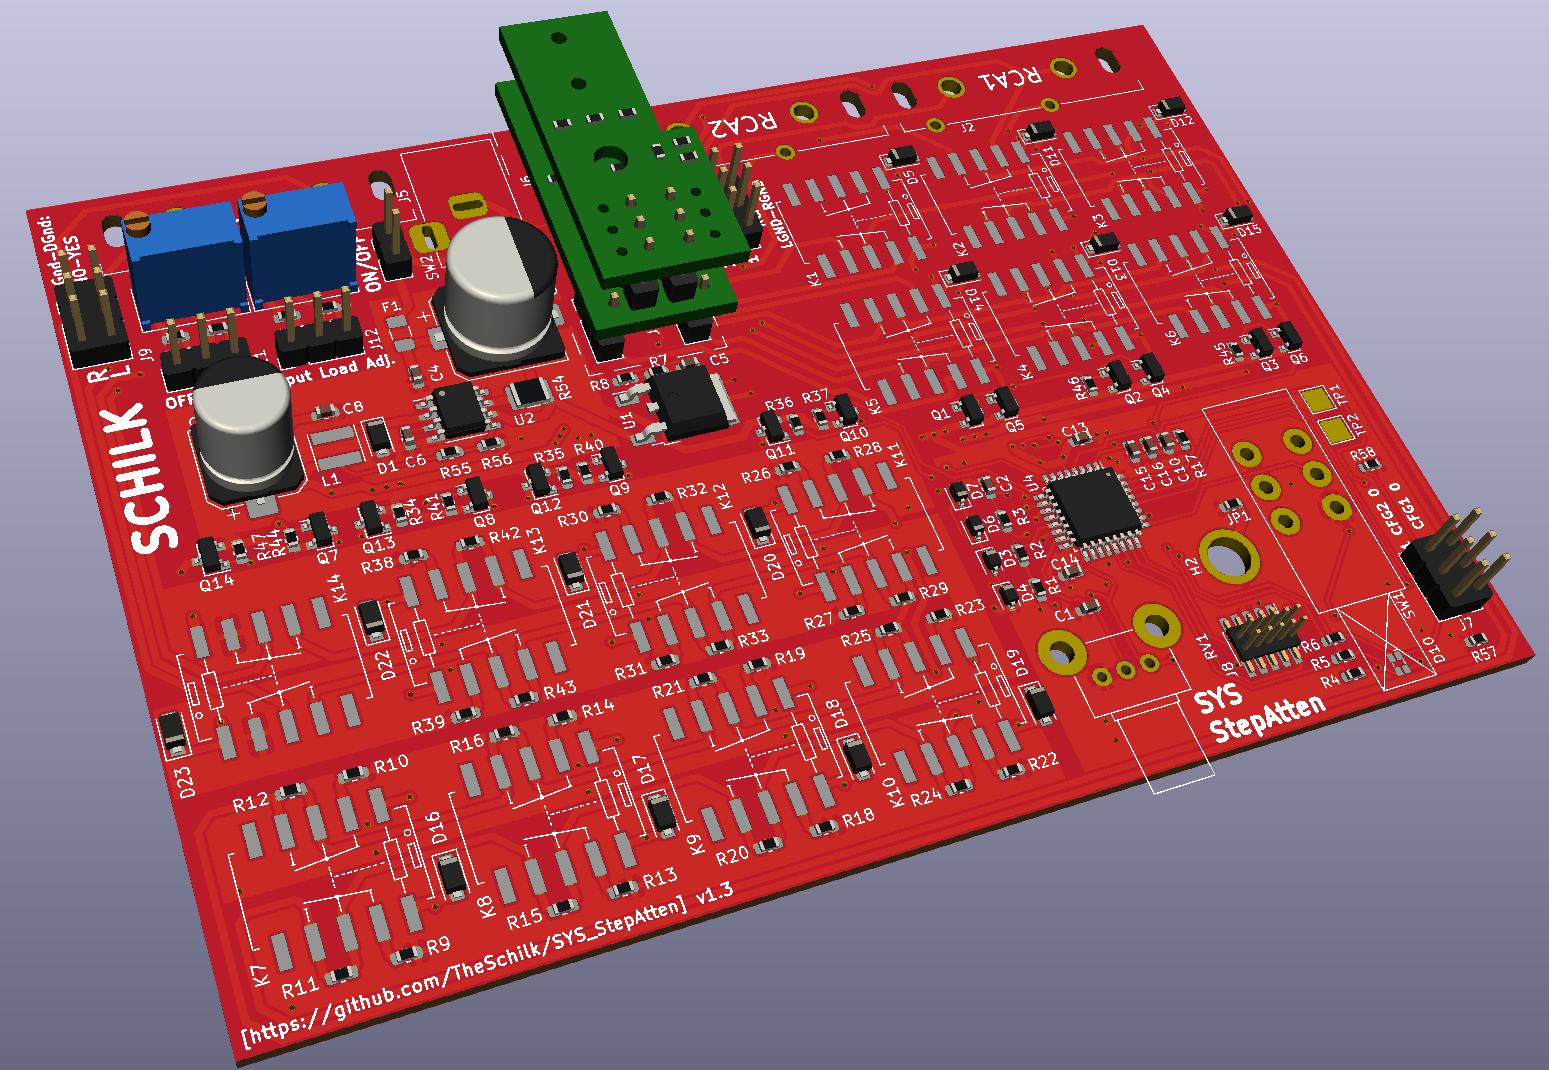 RCA1
RCA2
J2
D12
D11
D5
K3
K2
K1
D15
D13
D10
K6
K4
K5
J5
SW2
ON/OFF
LGND-RGND
Gnd-DGnd:
NO-YES
J9
R
L
J12
F1
Load Adj.
OFF
C4
C8
L1
D1
C6
U2
R54
R55
R56
R8
R7
C5
U1
R45
Q3
Q6
R46
Q2
Q4
Q1
Q5
R36
R37
Q11
Q10
R35
R40
Q12
Q9
R34
R41
Q8
Q13
R47
R44
Q7
Q14
SCHILK
TP1
TP2
R58
C13
C15
C16
C10
R17
U4
D7
C2
D6
R3
D3
R2
D4
C1
JP1
H2
CFG2 0
CFG1 0
J7
R57
SW1
D10
RV1
J8
R6
R5
R4
SYS
StepAtten
R26
R28
K11
R30
R32
K12
R38
R42
K13
K14
D20
D21
D22
D23
R27
R29
R31
R33
R39
R43
R25
R23
D19
R21
R19
D18
R16
R14
D17
R12
R10
D16
K10
R24
R22
K9
R20
R18
K8
R15
R13
K7
R11
R9
[https://github.com/TheSchilk/SYS_StepAtten] v1.3